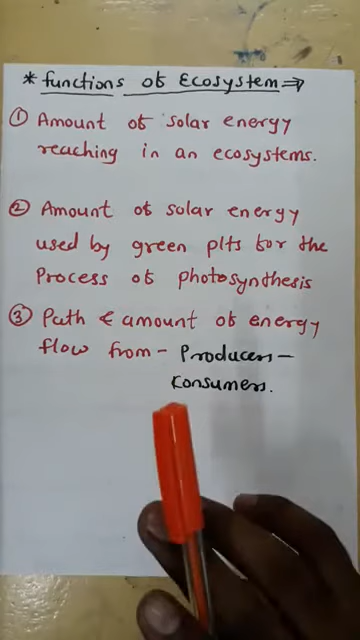 * functions of Ecosystem ⇒
① Amount of solar energy
reaching in an ecosystems.
② Amount of solar energy
used by green plts for the
Process of photosynthesis
③ Path & amount of energy
flow from - Producers -
Konsumers.